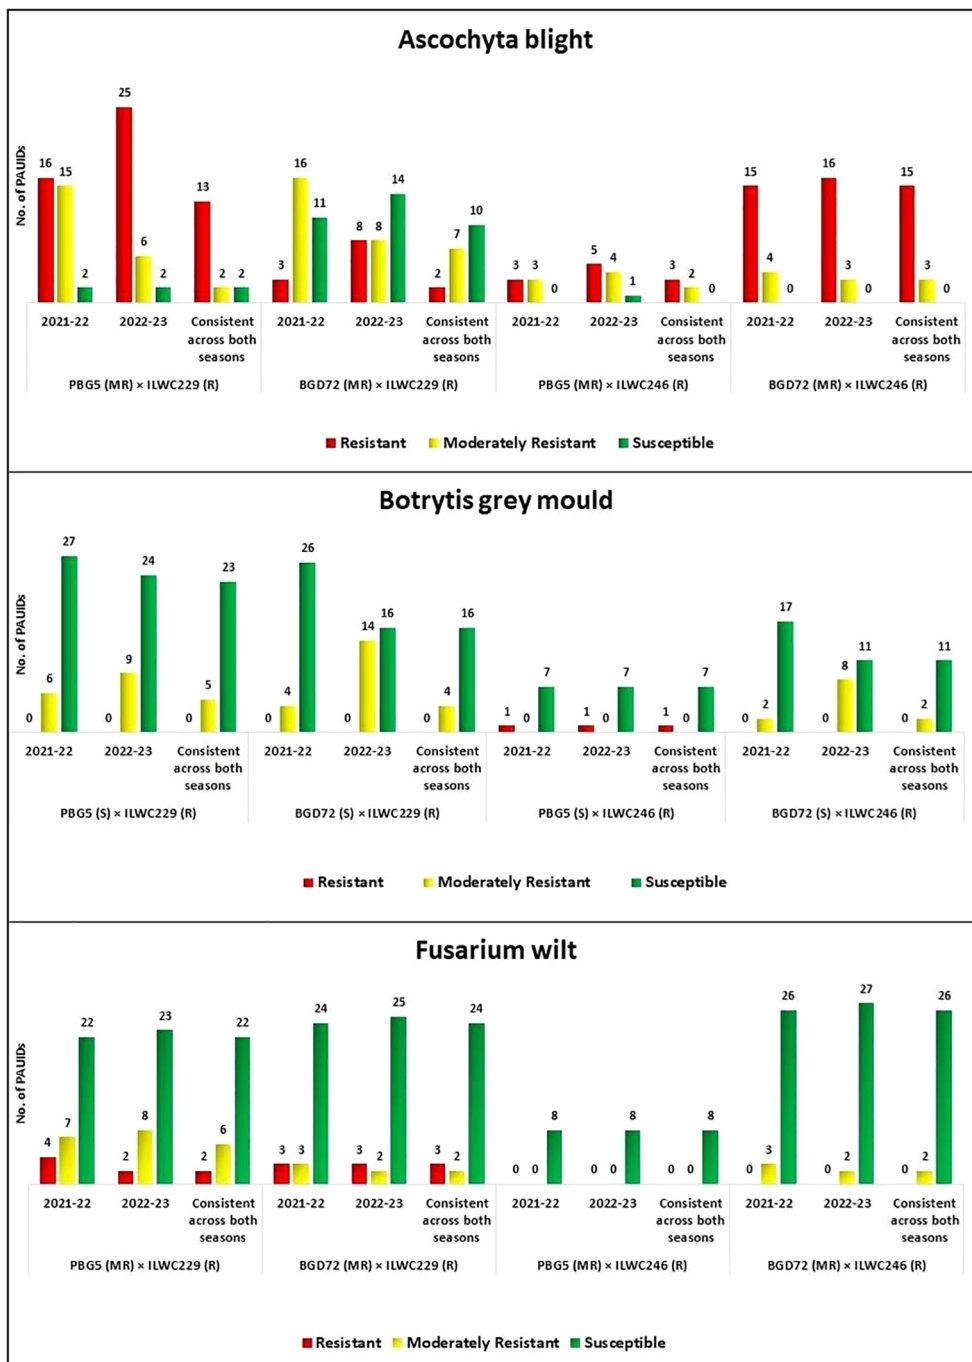 Ascochyta blight
No. of PAUIDs
16 15 2 25 6 2 13 2 2 3 16 11 8 8 14 2 7 10 3 3 0 5 4 1 3 2 0 15 4 0 16 3 0 15 3 0
2021-22 2022-23 Consistent across both seasons 2021-22 2022-23 Consistent across both seasons 2021-22 2022-23 Consistent across both seasons 2021-22 2022-23 Consistent across both seasons
PBG5 (MR) × ILWC229 (R) BGD72 (MR) × ILWC229 (R) PBG5 (MR) × ILWC246 (R) BGD72 (MR) × ILWC246 (R)
Resistant Moderately Resistant Susceptible
Botrytis grey mould
No. of PAUIDs
0 6 27 0 9 24 0 5 23 0 4 26 0 14 16 0 4 16 1 0 7 1 0 7 1 0 7 0 2 17 0 8 11 0 2 11
2021-22 2022-23 Consistent across both seasons 2021-22 2022-23 Consistent across both seasons 2021-22 2022-23 Consistent across both seasons 2021-22 2022-23 Consistent across both seasons
PBG5 (S) × ILWC229 (R) BGD72 (S) × ILWC229 (R) PBG5 (S) × ILWC246 (R) BGD72 (S) × ILWC246 (R)
Resistant Moderately Resistant Susceptible
Fusarium wilt
No. of PAUIDs
4 7 22 2 8 23 2 6 22 3 3 24 3 2 25 3 2 24 0 0 8 0 0 8 0 0 8 0 3 26 0 2 27 0 2 26
2021-22 2022-23 Consistent across both seasons 2021-22 2022-23 Consistent across both seasons 2021-22 2022-23 Consistent across both seasons 2021-22 2022-23 Consistent across both seasons
PBG5 (MR) × ILWC229 (R) BGD72 (MR) × ILWC229 (R) PBG5 (MR) × ILWC246 (R) BGD72 (MR) × ILWC246 (R)
Resistant Moderately Resistant Susceptible